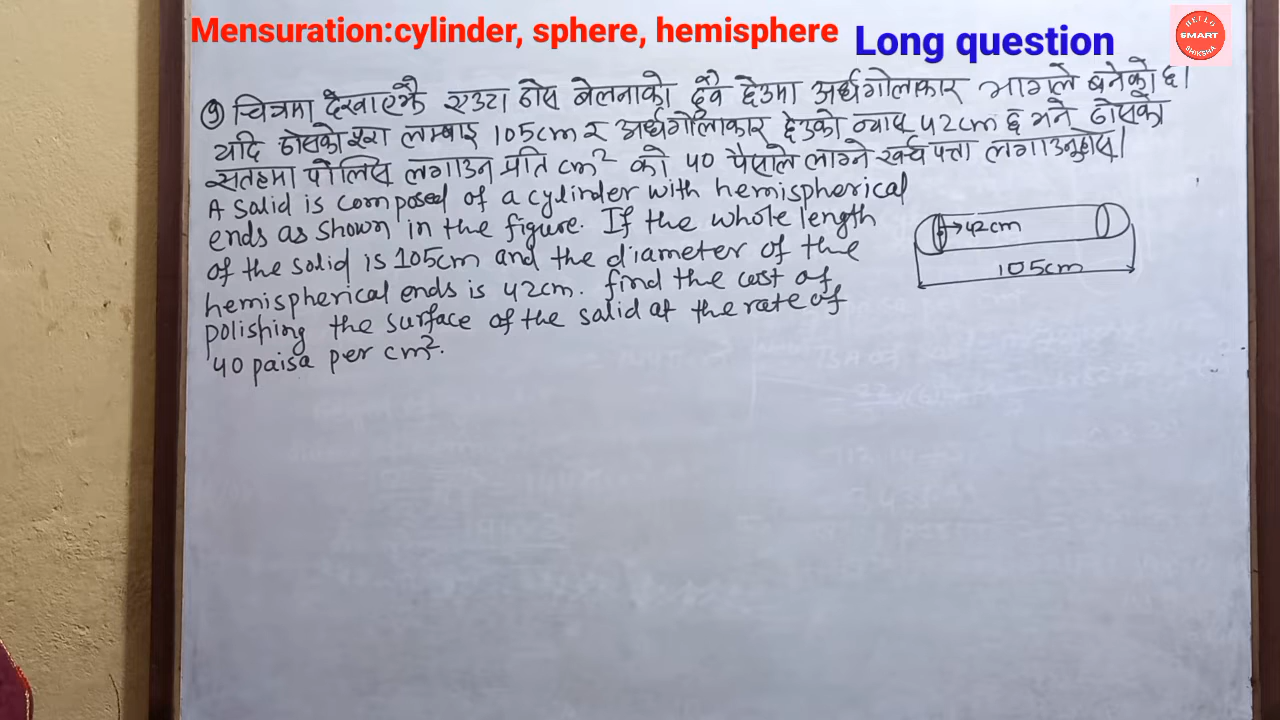 Mensuration:cylinder, sphere, hemisphere
Long question
HELLO
SMART
SHIKSHA
१) चित्रमा देखाएझैं एउटा ठोस बेलनाको दुवै छेउमा अर्धगोलाकार भागले बनेको छ।
यदि ठोसको पूरा लम्बाइ 105cm र अर्धगोलाकार छेउको व्यास 42cm छ भने ठोसको
सतहमा पोलिस लगाउन प्रति cm² को ४० पैसाले लाग्ने खर्च पत्ता लगाउनुहोस्।
A solid is composed of a cylinder with hemispherical
ends as shown in the figure. If the whole length
of the solid is 105cm and the diameter of the
hemispherical ends is 42cm. find the cost of
polishing the surface of the solid at the rate of
40 paisa per cm².
42cm
105cm